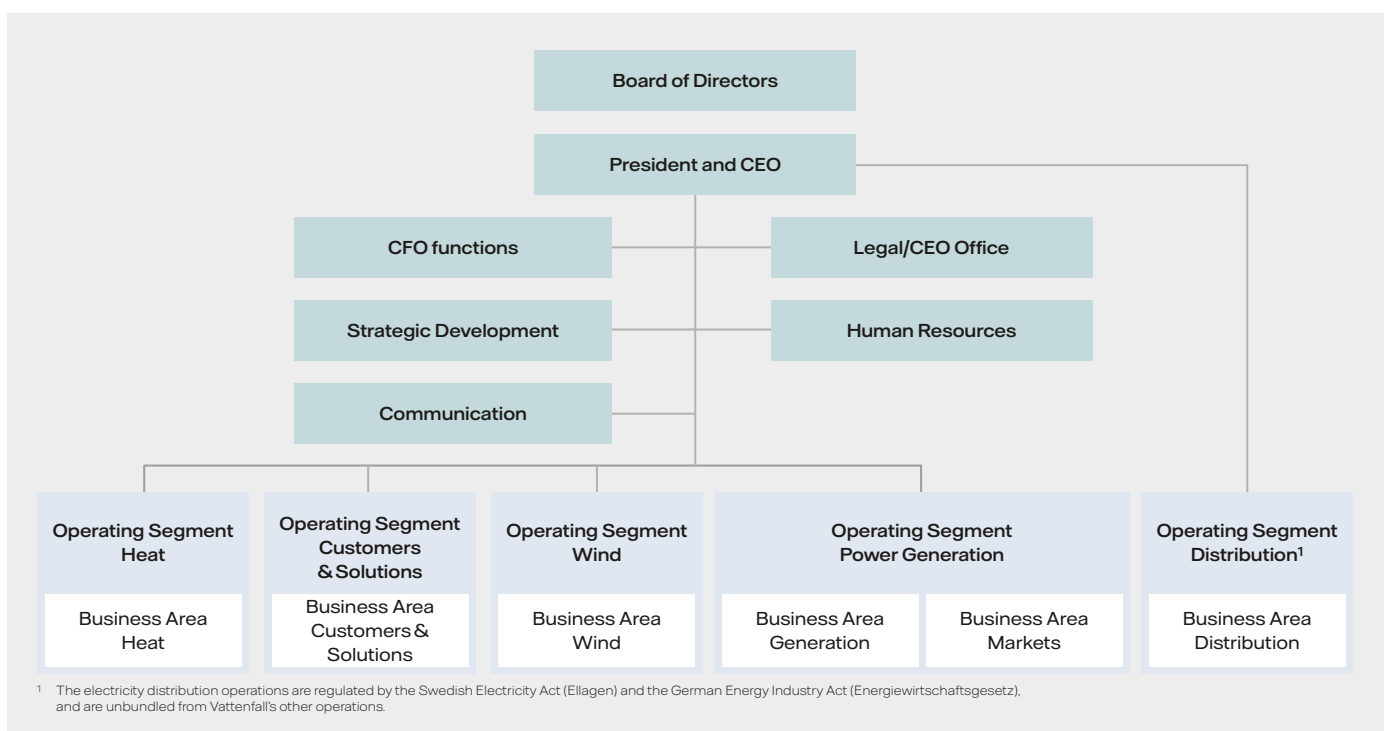 Board of Directors
President and CEO
CFO functions
Legal/CEO Office
Strategic Development
Human Resources
Communication
Operating Segment
Heat
Business Area
Heat
Operating Segment
Customers
& Solutions
Business Area
Customers &
Solutions
Operating Segment
Wind
Business Area
Wind
Operating Segment
Power Generation
Business Area
Generation
Business Area
Markets
Operating Segment
Distribution¹
Business Area
Distribution
¹ The electricity distribution operations are regulated by the Swedish Electricity Act (Ellagen) and the German Energy Industry Act (Energiewirtschaftsgesetz),
and are unbundled from Vattenfall's other operations.